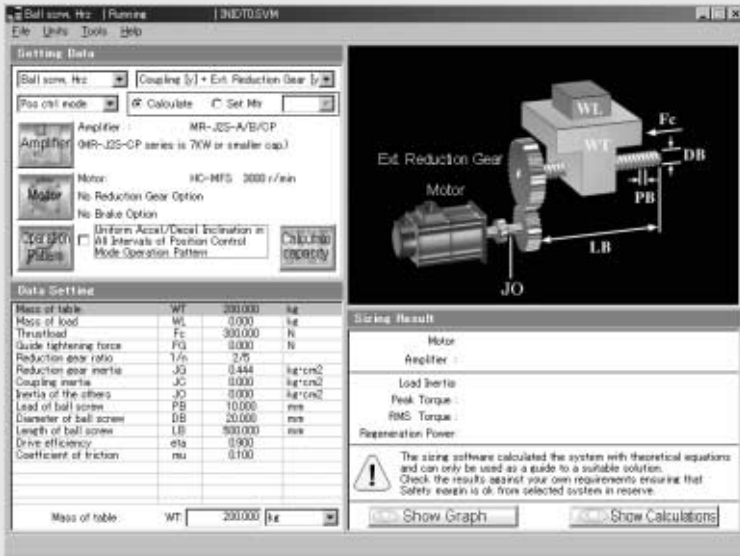 Ball screw, Hrz | Running | INIDT0.SVM
File Units Tools Help
Setting Data
Ball screw, Hrz
Coupling [y] + Ext. Reduction Gear [y
Pos ctrl mode
Calculate
Set Mtr
Amplifier
Amplifier : MR-J2S-A/B/CP
(MR-J2S-CP series is 7KW or smaller cap.)
Motor
Motor: HC-MFS 3000 r/min
No Reduction Gear Option
No Brake Option
Operation Pattern
Uniform Accel/Decel Inclination in
All Intervals of Position Control
Mode Operation Pattern
Calculate capacity
WL
WT
Fc
DB
PB
LB
JO
Ext. Reduction Gear
Motor
Data Setting
Mass of table WT 200.000 kg
Mass of load WL 0.000 kg
Thrustload Fc 300.000 N
Guide tightening force FG 0.000 N
Reduction gear ratio 1/n 2/5
Reduction gear inertia JG 0.444 kg·cm2
Coupling inertia JC 0.000 kg·cm2
Inertia of the others JO 0.000 kg·cm2
Lead of ball screw PB 10.000 mm
Diameter of ball screw DB 20.000 mm
Length of ball screw LB 500.000 mm
Drive efficiency eta 0.900
Coefficient of friction mu 0.100
Mass of table WT: 200.000 kg
Sizing Result
Motor
Amplifier :
Load Inertia
Peak Torque :
RMS Torque :
Regeneration Power
The sizing software calculated the system with theoretical equations
and can only be used as a guide to a suitable solution.
Check the results against your own requirements ensuring that
Safety margin is ok from selected system in reserve.
Show Graph
Show Calculations